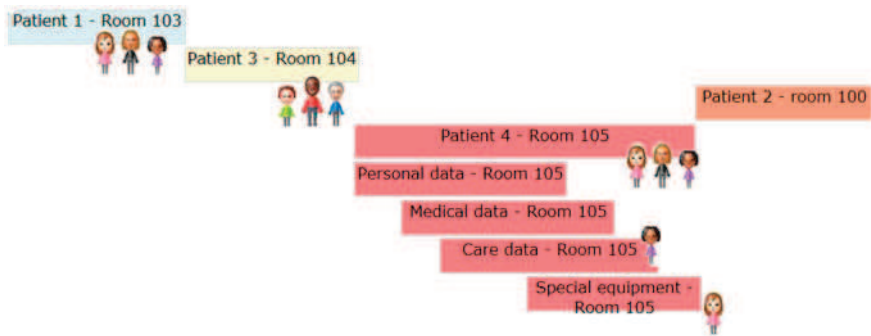 Patient 1 - Room 103
Patient 3 - Room 104
Patient 2 - room 100
Patient 4 - Room 105
Personal data - Room 105
Medical data - Room 105
Care data - Room 105
Special equipment -
Room 105